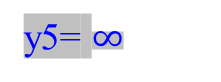 y5= ∞